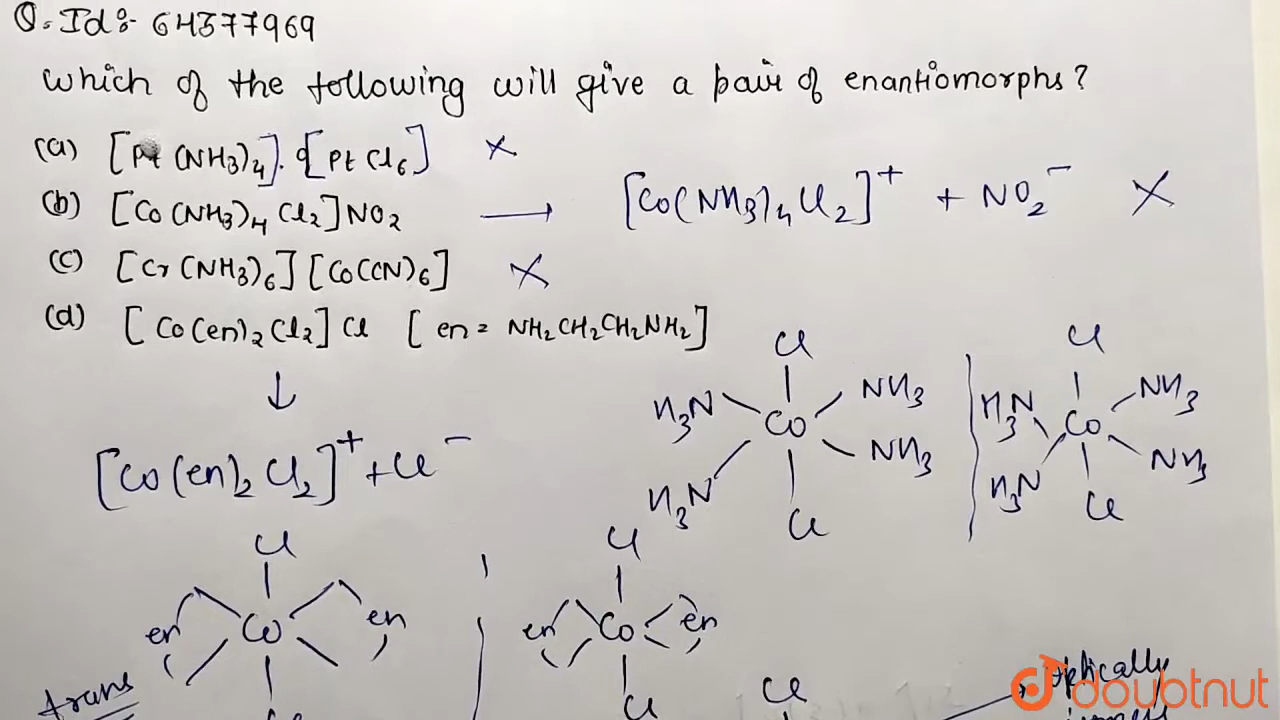 Q. Id:- 64377969
Which of the following will give a pair of enantiomorphs?
(a) [Pt(NH3)4].[PtCl6] ×
(b) [Co(NH3)4Cl2]NO2 → [Co(NH3)4Cl2]+ + NO2- ×
(c) [Cr(NH3)6][Co(CN)6] ×
(d) [Co(en)2Cl2]Cl [en = NH2CH2CH2NH2]
↓
[Co(en)2Cl2]+ + Cl-
Cl Cl
H3N Co NH3 H3N Co NH3
H3N NH3 H3N NH3
Cl Cl
Cl Cl
en Co en en Co en
trans Cl Cl Cl optically
doubtnut